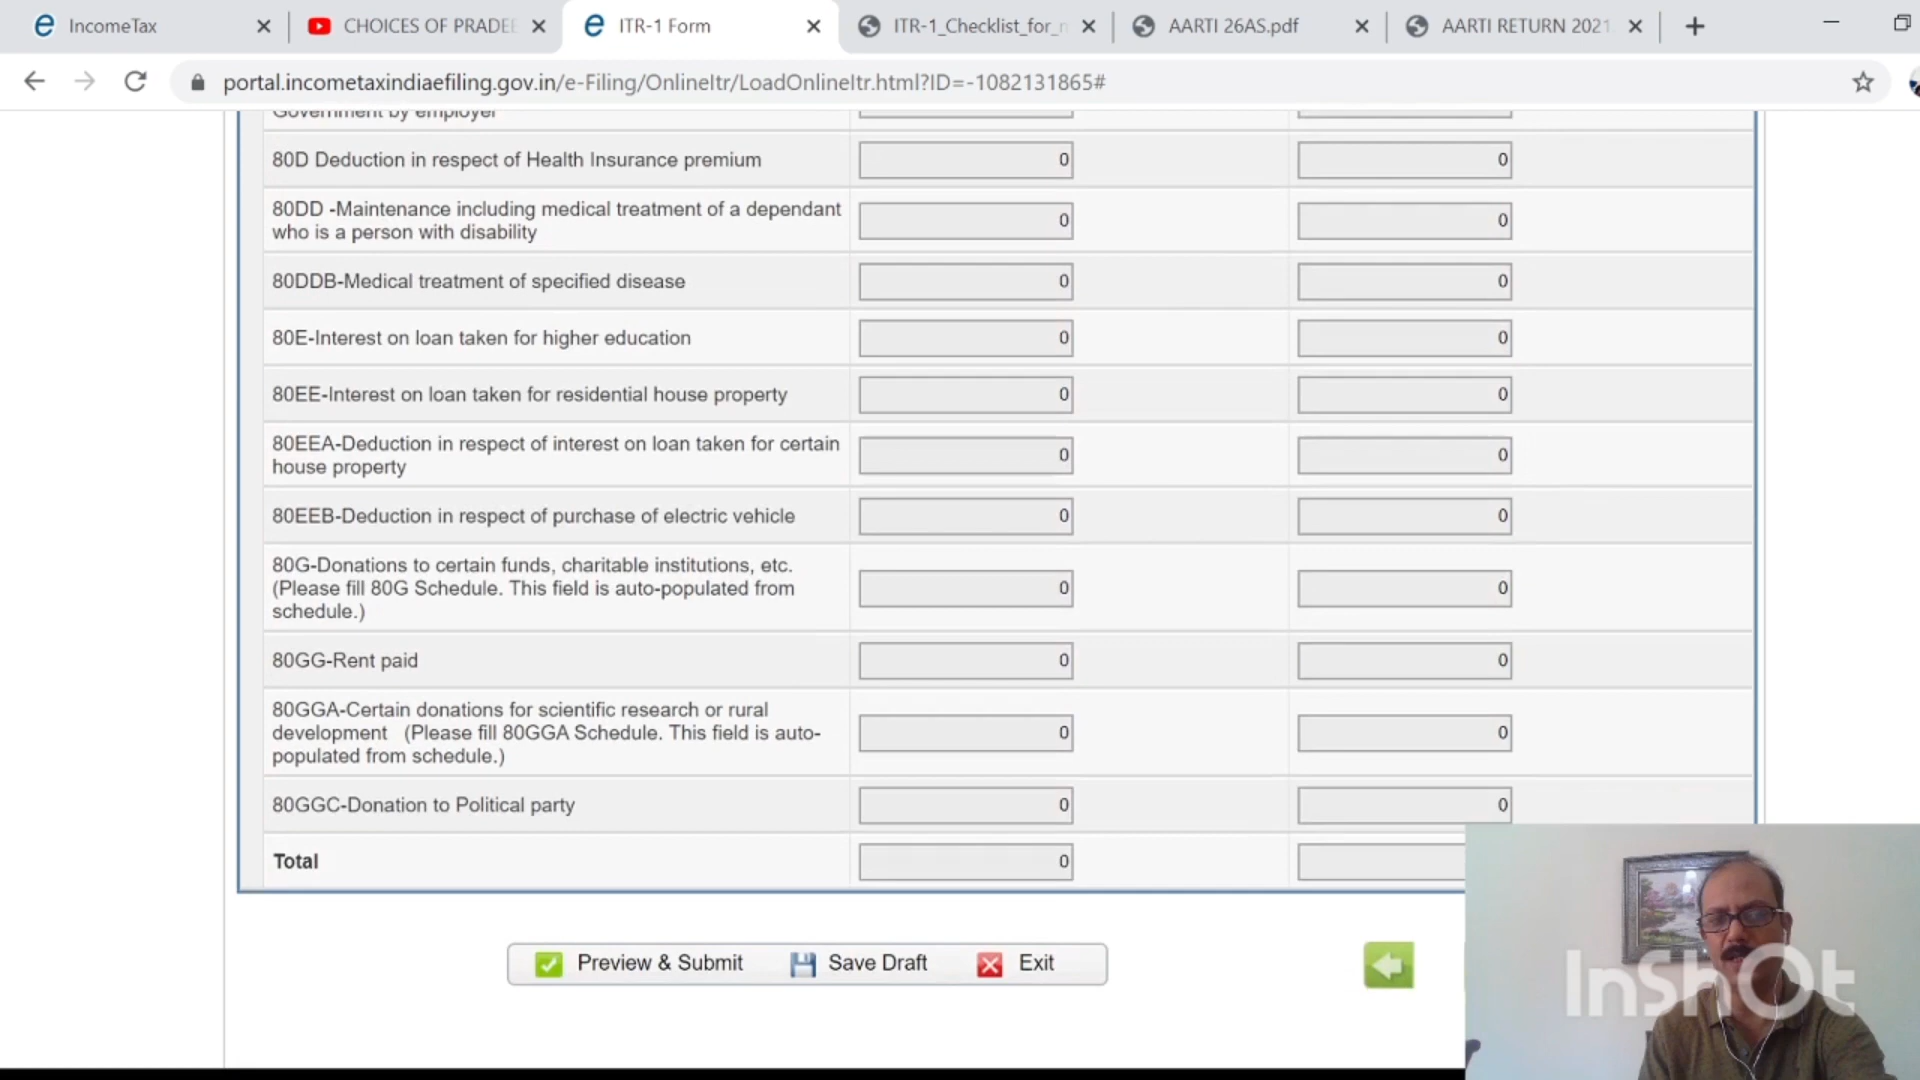 IncomeTax
CHOICES OF PRADEE
ITR-1 Form
ITR-1_Checklist_for_n
AARTI 26AS.pdf
AARTI RETURN 2021
portal.incometaxindiaefiling.gov.in/e-Filing/OnlineItr/LoadOnlineItr.html?ID=-1082131865#
Government by employer
80D Deduction in respect of Health Insurance premium 0 0
80DD -Maintenance including medical treatment of a dependant
who is a person with disability 0 0
80DDB-Medical treatment of specified disease 0 0
80E-Interest on loan taken for higher education 0 0
80EE-Interest on loan taken for residential house property 0 0
80EEA-Deduction in respect of interest on loan taken for certain
house property 0 0
80EEB-Deduction in respect of purchase of electric vehicle 0 0
80G-Donations to certain funds, charitable institutions, etc.
(Please fill 80G Schedule. This field is auto-populated from
schedule.) 0 0
80GG-Rent paid 0 0
80GGA-Certain donations for scientific research or rural
development (Please fill 80GGA Schedule. This field is auto-
populated from schedule.) 0 0
80GGC-Donation to Political party 0 0
Total 0
Preview & Submit Save Draft Exit
InShOt